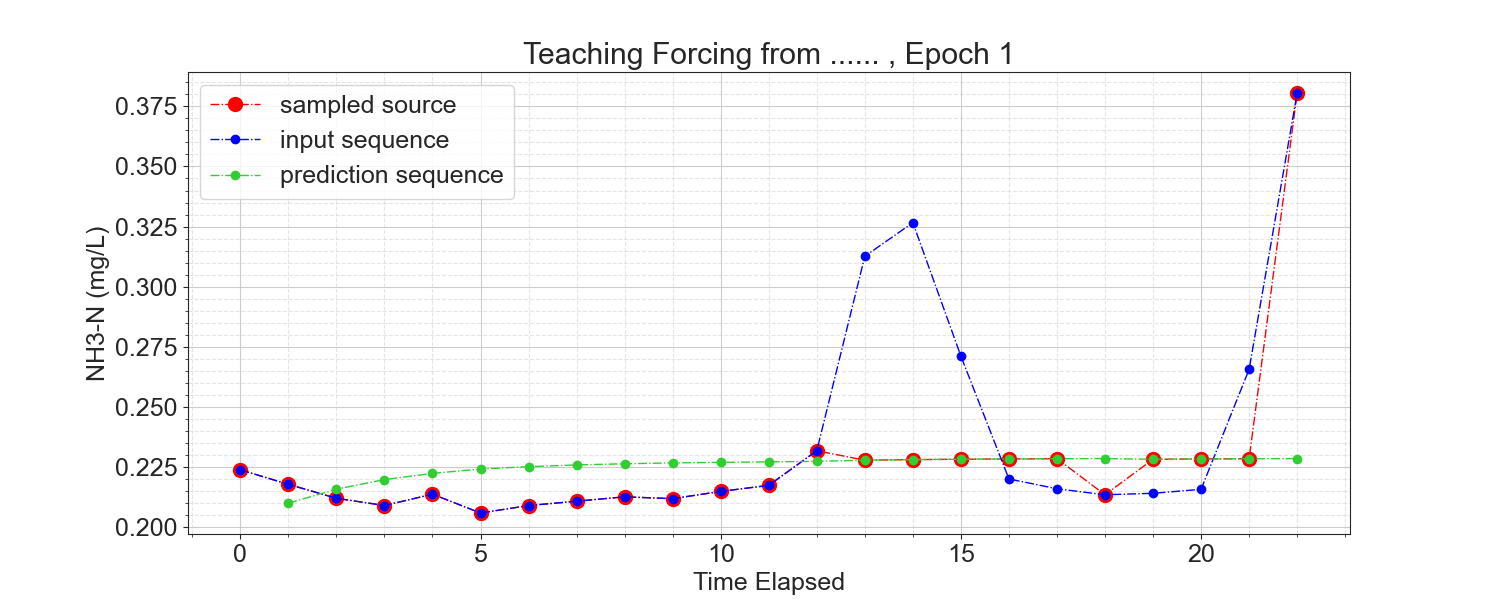 Teaching Forcing from ...... , Epoch 1
sampled source
input sequence
prediction sequence
NH3-N (mg/L)
0.375
0.350
0.325
0.300
0.275
0.250
0.225
0.200
0 5 10 15 20
Time Elapsed